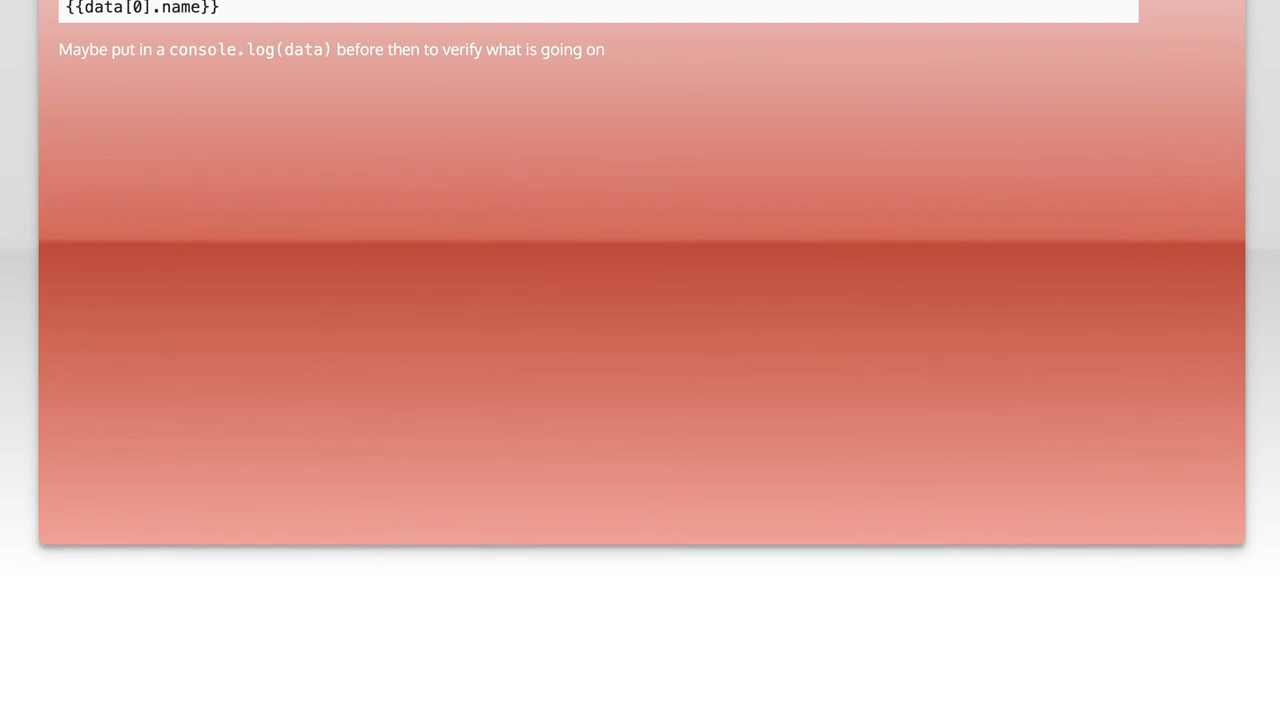 {{data[0].name}}
Maybe put in a console.log(data) before then to verify what is going on